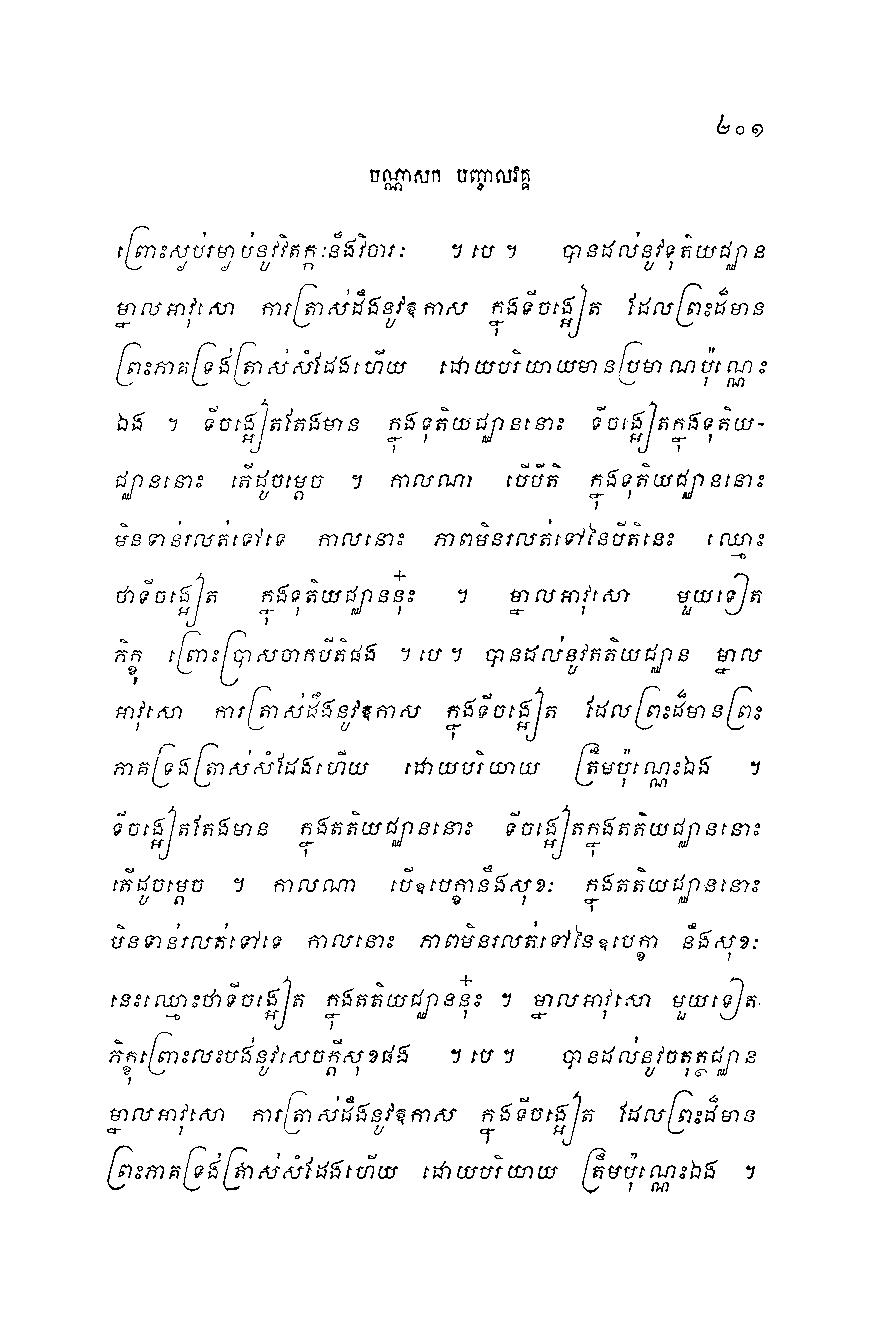 ២០១
បណ្ណាសក បញ្ចាលវគ្គ
ព្រោះស្ងប់រម្ងាប់នូវវិតក្កៈនឹងវិចារៈ ។ បេ ។ បានដល់នូវទុតិយជ្ឈាន
ម្នាលអាវុសោ ការត្រាស់ដឹងនូវឱកាស ក្នុងទីចង្អៀត ដែលព្រះដ៏មាន
ព្រះភាគទ្រង់ត្រាស់សំដែងហើយ ដោយបរិយាយមានប្រមាណប៉ុណ្ណេះ
ឯង ។ ទីចង្អៀតតែងមាន ក្នុងទុតិយជ្ឈាននោះ ទីចង្អៀតក្នុងទុតិយ-
ជ្ឈាននោះ តើដូចម្តេច ។ កាលណា បើបីតិ ក្នុងទុតិយជ្ឈាននោះ
មិនទាន់រលត់ទៅទេ កាលនោះ ភាពមិនរលត់ទៅនៃបីតិនេះ ឈ្មោះ
ថាទីចង្អៀត ក្នុងទុតិយជ្ឈាននុ៎ះ ។ ម្នាលអាវុសោ មួយទៀត
ភិក្ខុ ព្រោះប្រាសចាកបីតិផង ។ បេ ។ បានដល់នូវតតិយជ្ឈាន ម្នាល
អាវុសោ ការត្រាស់ដឹងនូវឱកាស ក្នុងទីចង្អៀត ដែលព្រះដ៏មានព្រះ
ភាគទ្រង់ត្រាស់សំដែងហើយ ដោយបរិយាយ ត្រឹមប៉ុណ្ណេះឯង ។
ទីចង្អៀតតែងមាន ក្នុងតតិយជ្ឈាននោះ ទីចង្អៀតក្នុងតតិយជ្ឈាននោះ
តើដូចម្តេច ។ កាលណា បើឧបេក្ខានឹងសុខៈ ក្នុងតតិយជ្ឈាននោះ
មិនទាន់រលត់ទៅទេ កាលនោះ ភាពមិនរលត់ទៅនៃឧបេក្ខា នឹងសុខៈ
នេះឈ្មោះថាទីចង្អៀត ក្នុងតតិយជ្ឈាននុ៎ះ ។ ម្នាលអាវុសោ មួយទៀត
ភិក្ខុព្រោះលះបង់នូវសេចក្តីសុខផង ។ បេ ។ បានដល់នូវចតុត្ថជ្ឈាន
ម្នាលអាវុសោ ការត្រាស់ដឹងនូវឱកាស ក្នុងទីចង្អៀត ដែលព្រះដ៏មាន
ព្រះភាគទ្រង់ត្រាស់សំដែងហើយ ដោយបរិយាយ ត្រឹមប៉ុណ្ណេះឯង ។